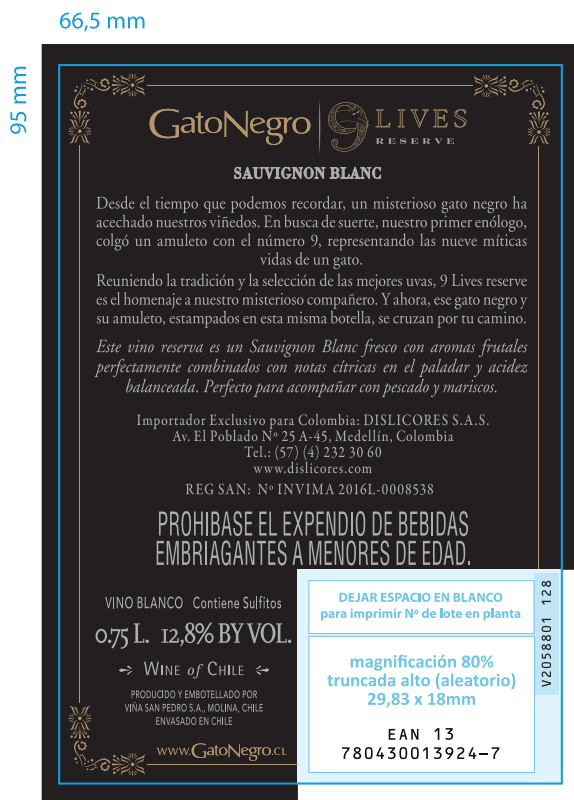 66,5 mm
95 mm
GatoNegro 9 LIVES
RESERVE
SAUVIGNON BLANC
Desde el tiempo que podemos recordar, un misterioso gato negro ha
acechado nuestros viñedos. En busca de suerte, nuestro primer enólogo,
colgó un amuleto con el número 9, representando las nueve míticas
vidas de un gato.
Reuniendo la tradición y la selección de las mejores uvas, 9 Lives reserve
es el homenaje a nuestro misterioso compañero. Y ahora, ese gato negro y
su amuleto, estampados en esta misma botella, se cruzan por tu camino.
Este vino reserva es un Sauvignon Blanc fresco con aromas frutales
perfectamente combinados con notas cítricas en el paladar y acidez
balanceada. Perfecto para acompañar con pescado y mariscos.
Importador Exclusivo para Colombia: DISLICORES S.A.S.
Av. El Poblado Nº 25 A-45, Medellín, Colombia
Tel.: (57) (4) 232 30 60
www.dislicores.com
REG SAN: Nº INVIMA 2016L-0008538
PROHIBASE EL EXPENDIO DE BEBIDAS
EMBRIAGANTES A MENORES DE EDAD.
VINO BLANCO Contiene Sulfitos
0.75 L. 12,8% BY VOL.
WINE of CHILE
PRODUCIDO Y EMBOTELLADO POR
VIÑA SAN PEDRO S.A., MOLINA, CHILE
ENVASADO EN CHILE
www.GatoNegro.CL
DEJAR ESPACIO EN BLANCO
para imprimir Nº de lote en planta
V2058801 128
magnificación 80%
truncada alto (aleatorio)
29,83 x 18mm
EAN 13
780430013924-7